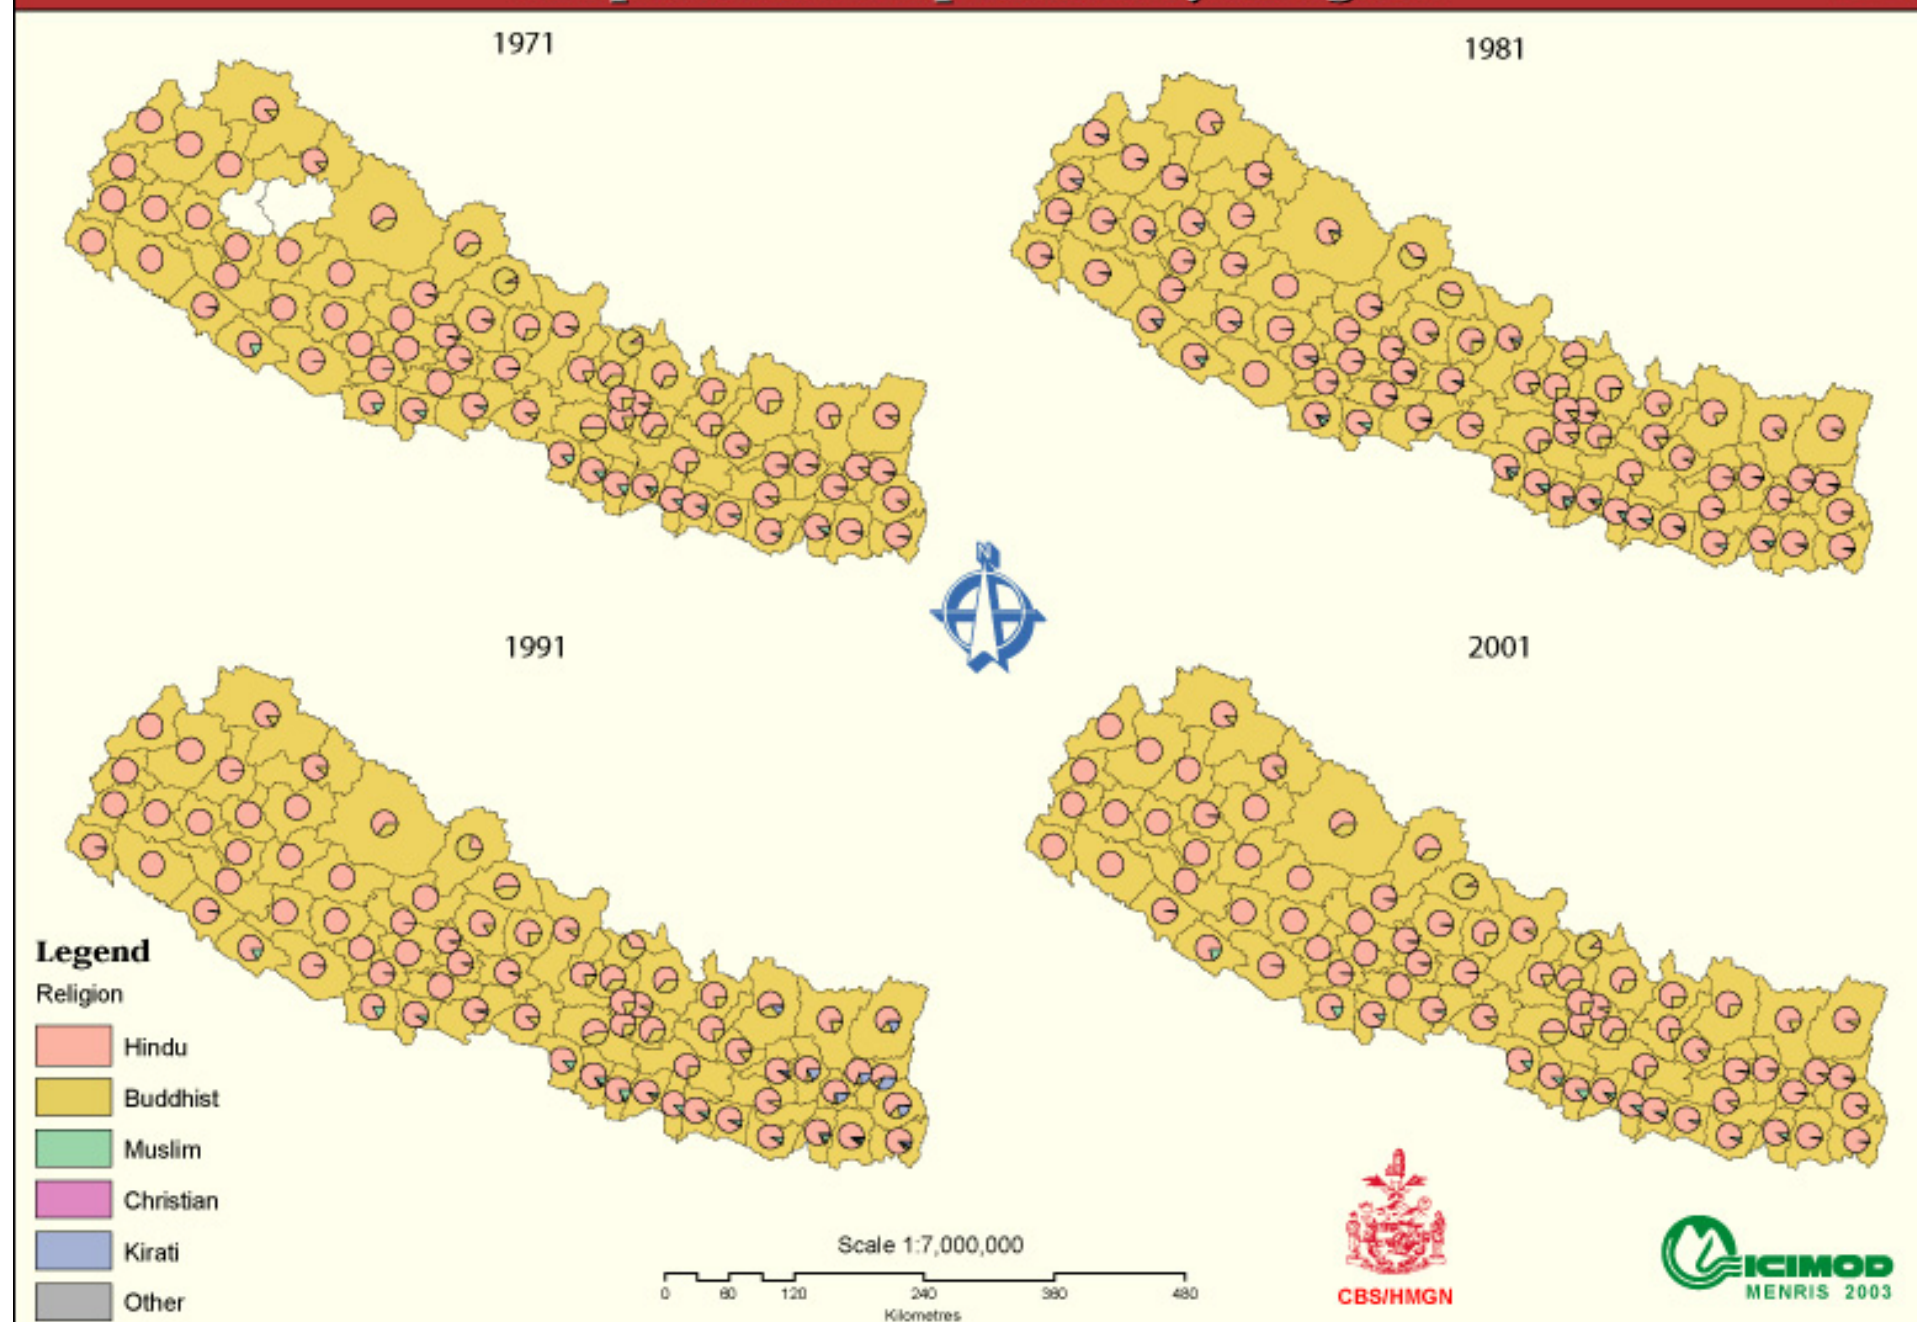 1971
1981
N
1991
2001
Legend
Religion
Hindu
Buddhist
Muslim
Christian
Kirati
Other
Scale 1:7,000,000
0 60 120 240 360 480
Kilometres
CBS/HMGN
ICIMOD
MENRIS 2003